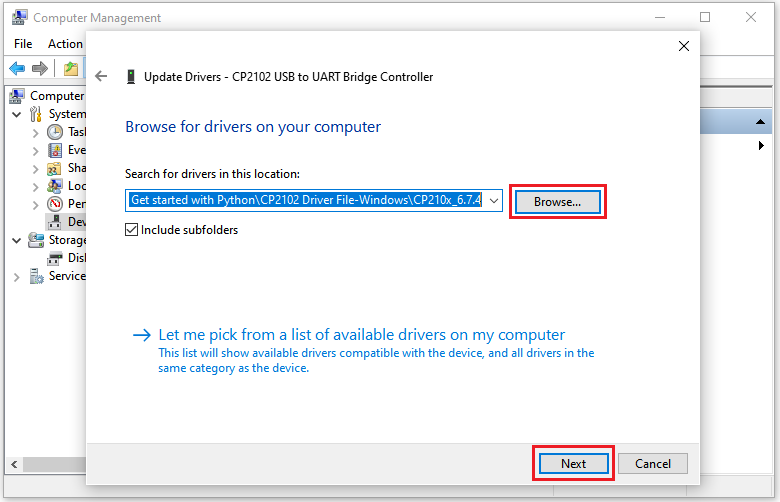 Computer Management
File
Action
Update Drivers - CP2102 USB to UART Bridge Controller
Computer
System
Task
Eve
Sha
Loc
Per
Dev
Storage
Disk
Service
Browse for drivers on your computer
Search for drivers in this location:
Get started with Python\CP2102 Driver File-Windows\CP210x_6.7.4
Browse...
Include subfolders
Let me pick from a list of available drivers on my computer
This list will show available drivers compatible with the device, and all drivers in the
same category as the device.
Next
Cancel